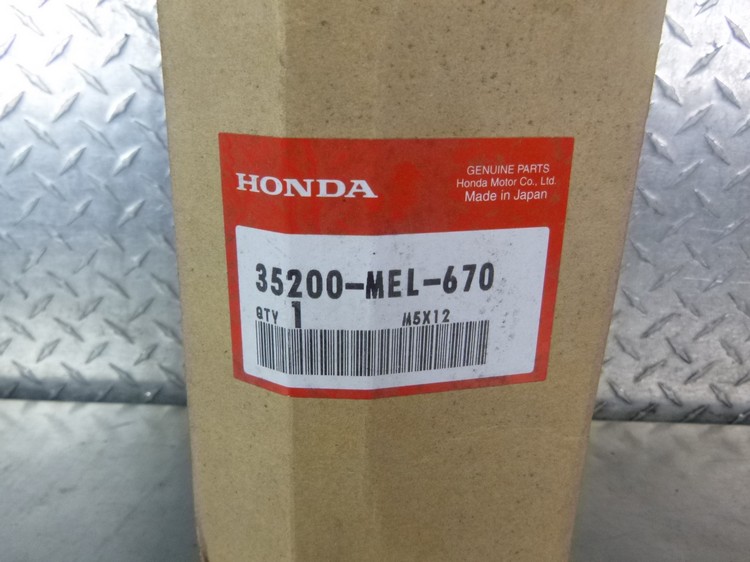 HONDA
GENUINE PARTS
Honda Motor Co., Ltd.
Made in Japan
35200-MEL-670
QTY 1 M5X12